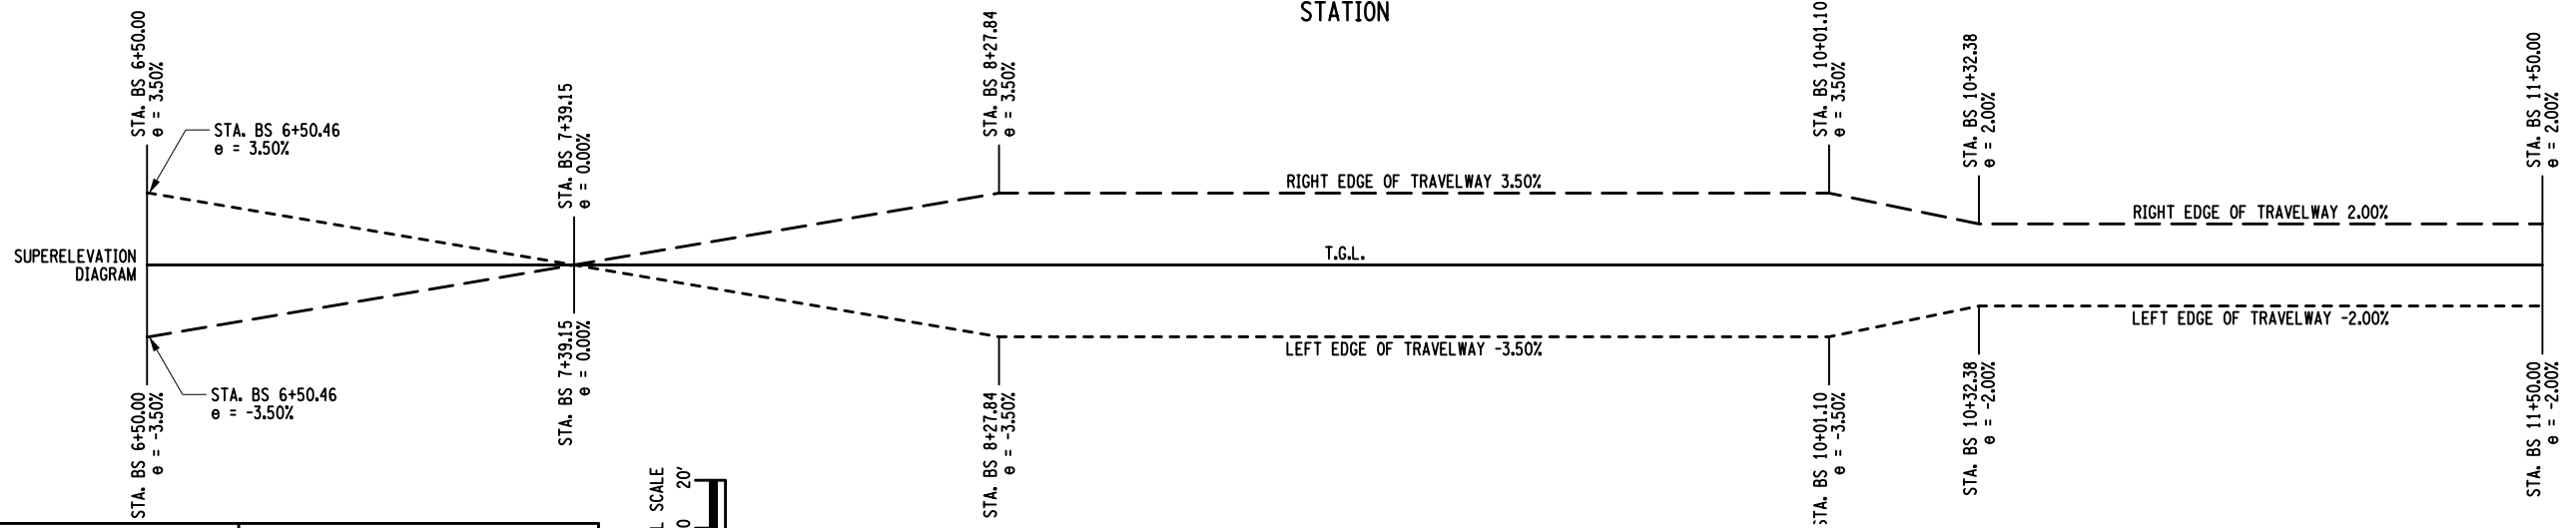 STATION
STA. BS 6+50.00
e = 3.50%
STA. BS 6+50.46
e = 3.50%
STA. BS 7+39.15
e = 0.00%
STA. BS 8+27.84
e = 3.50%
STA. BS 10+01.10
e = 3.50%
STA. BS 10+32.38
e = 2.00%
STA. BS 11+50.00
e = 2.00%
RIGHT EDGE OF TRAVELWAY 3.50%
RIGHT EDGE OF TRAVELWAY 2.00%
SUPERELEVATION
DIAGRAM
T.G.L.
LEFT EDGE OF TRAVELWAY -3.50%
LEFT EDGE OF TRAVELWAY -2.00%
STA. BS 6+50.00
e = -3.50%
STA. BS 6+50.46
e = -3.50%
STA. BS 7+39.15
e = 0.00%
STA. BS 8+27.84
e = -3.50%
STA. BS 10+01.10
e = -3.50%
STA. BS 10+32.38
e = -2.00%
STA. BS 11+50.00
e = -2.00%
SCALE
20'